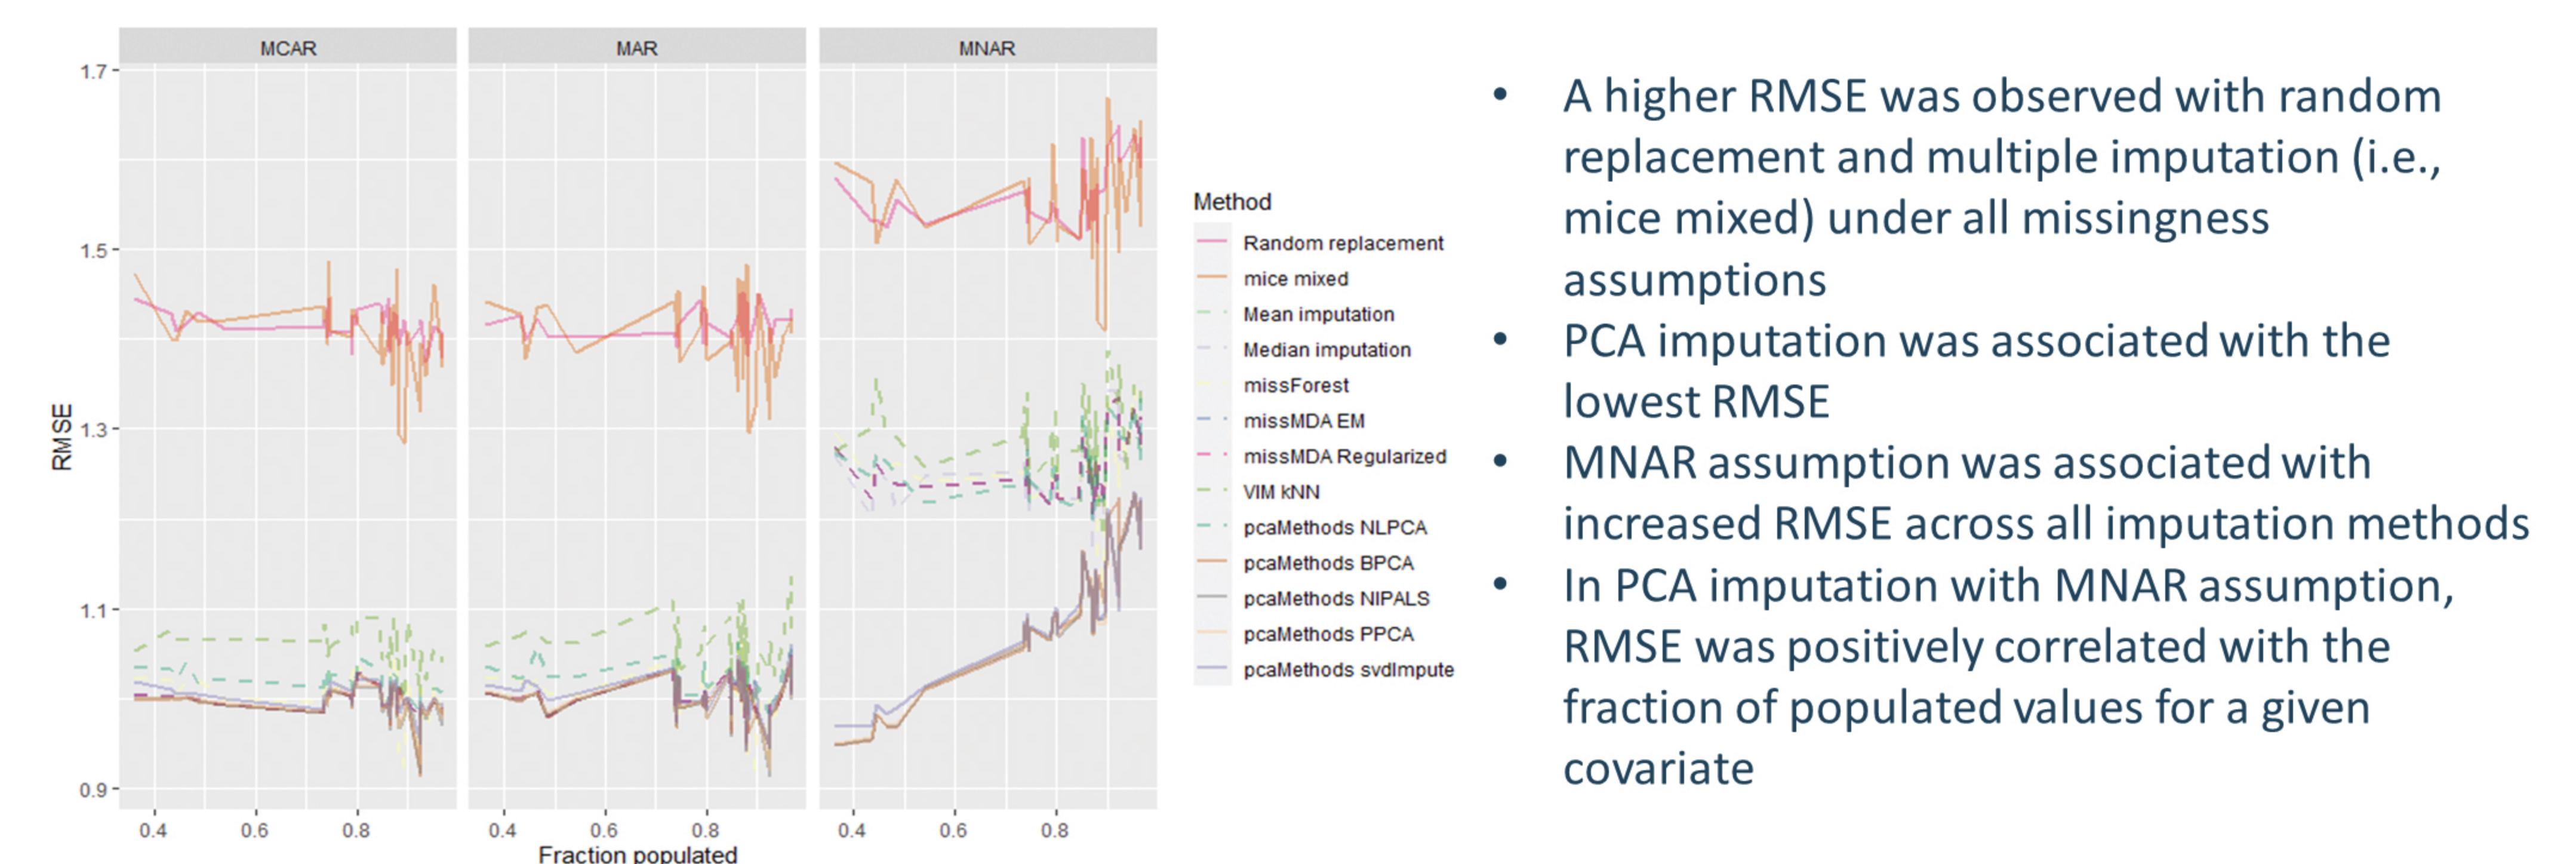 MCAR
MAR
MNAR
1.7
1.5
1.3
1.1
0.9
RMSE
0.4
0.6
0.8
0.4
0.6
0.8
0.4
0.6
0.8
Fraction populated
Method
Random replacement
mice mixed
Mean imputation
Median imputation
missForest
missMDA EM
missMDA Regularized
VIM kNN
pcaMethods NLPCA
pcaMethods BPCA
pcaMethods NIPALS
pcaMethods PPCA
pcaMethods svdImpute
• A higher RMSE was observed with random
replacement and multiple imputation (i.e.,
mice mixed) under all missingness
assumptions
• PCA imputation was associated with the
lowest RMSE
• MNAR assumption was associated with
increased RMSE across all imputation methods
• In PCA imputation with MNAR assumption,
RMSE was positively correlated with the
fraction of populated values for a given
covariate